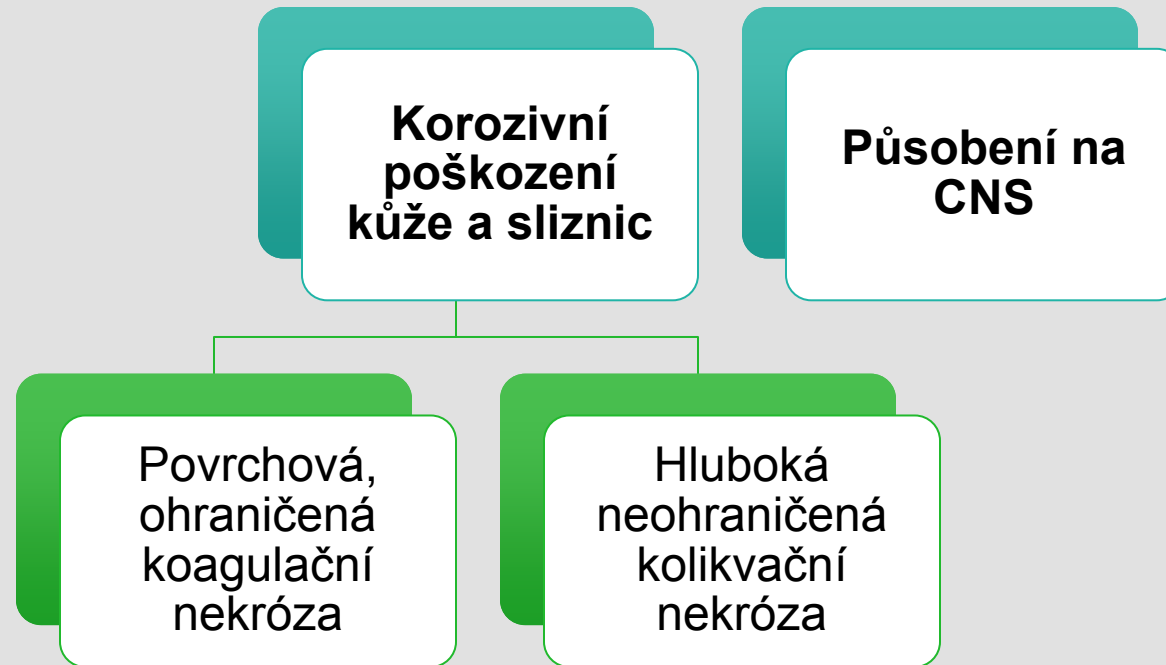 Korozivní
poškození
kůže a sliznic
Působení na
CNS
Povrchová,
ohraničená
koagulační
nekróza
Hluboká
neohraničená
kolikvační
nekróza